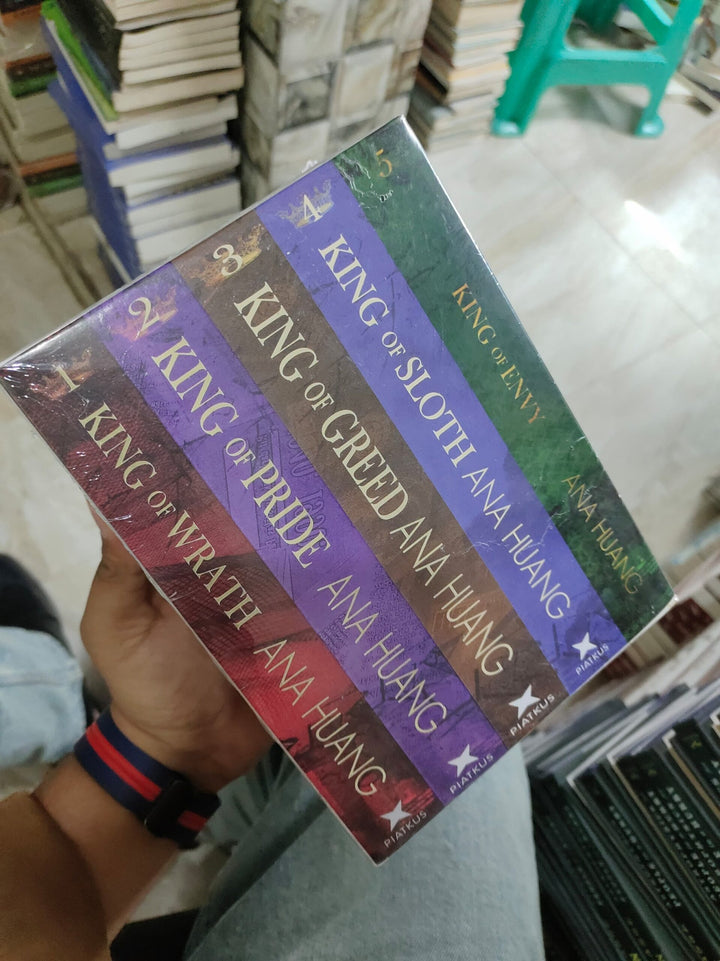 1 KING OF WRATH ANA HUANG PIATKUS
2 KING OF PRIDE ANA HUANG PIATKUS
3 KING OF GREED ANA HUANG PIATKUS
4 KING OF SLOTH ANA HUANG PIATKUS
5 KING OF ENVY ANA HUANG